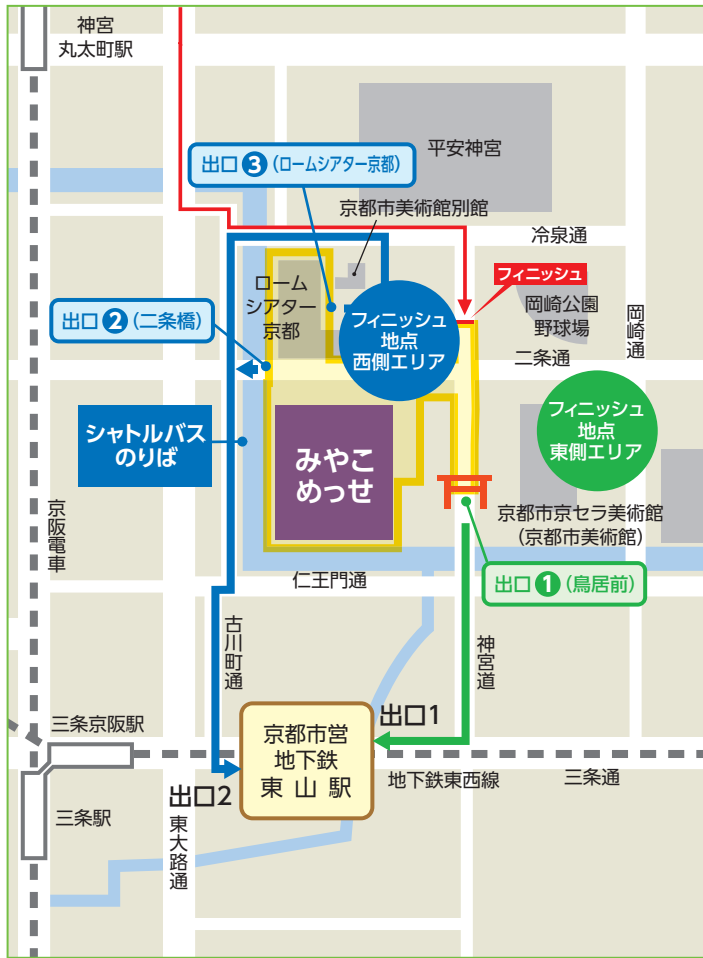 神宮
丸太町駅
平安神宮
出口 ❸ (ロームシアター京都)
京都市美術館別館
冷泉通
フィニッシュ
ローム
シアター
京都
岡崎公園
野球場
岡崎通
出口 ❷ (二条橋)
フィニッシュ
地点
西側エリア
二条通
フィニッシュ
地点
東側エリア
シャトルバス
のりば
みやこ
めっせ
京阪電車
京都市京セラ美術館
(京都市美術館)
仁王門通
出口 ❶ (鳥居前)
古川町通
神宮道
出口1
三条京阪駅
京都市営
地下鉄
東山駅
地下鉄東西線
三条通
出口2
三条駅
東大路通